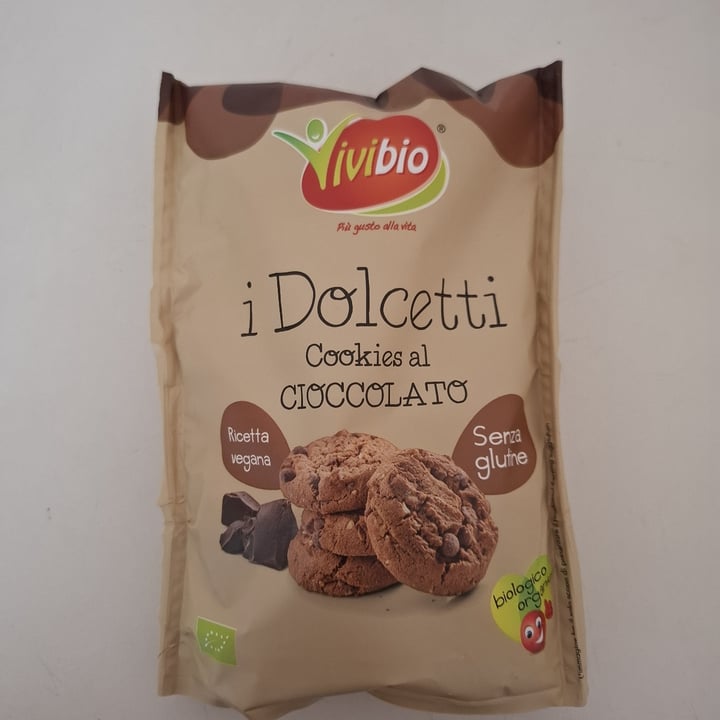 Vivibio®
Più gusto alla vita
i Dolcetti
Cookies al
CIOCCOLATO
Ricetta
vegana
Senza
glutine
biologico